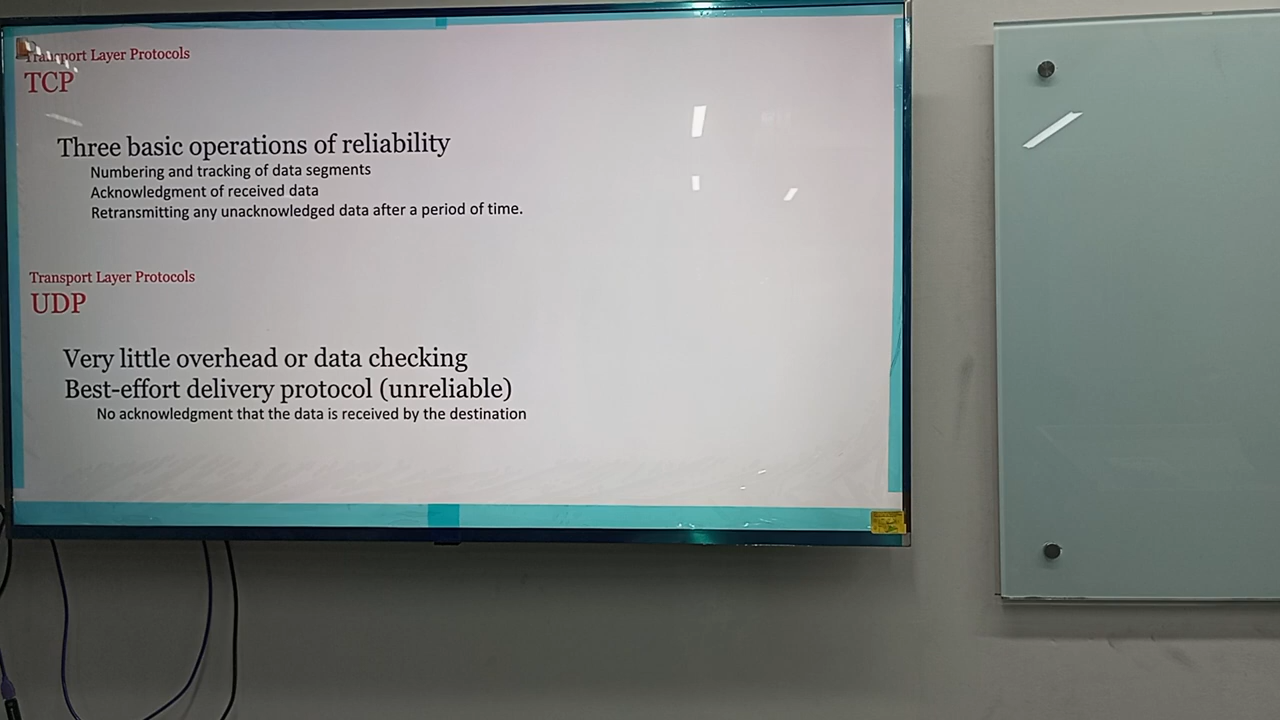 Transport Layer Protocols
TCP
Three basic operations of reliability
Numbering and tracking of data segments
Acknowledgment of received data
Retransmitting any unacknowledged data after a period of time.
Transport Layer Protocols
UDP
Very little overhead or data checking
Best-effort delivery protocol (unreliable)
No acknowledgment that the data is received by the destination